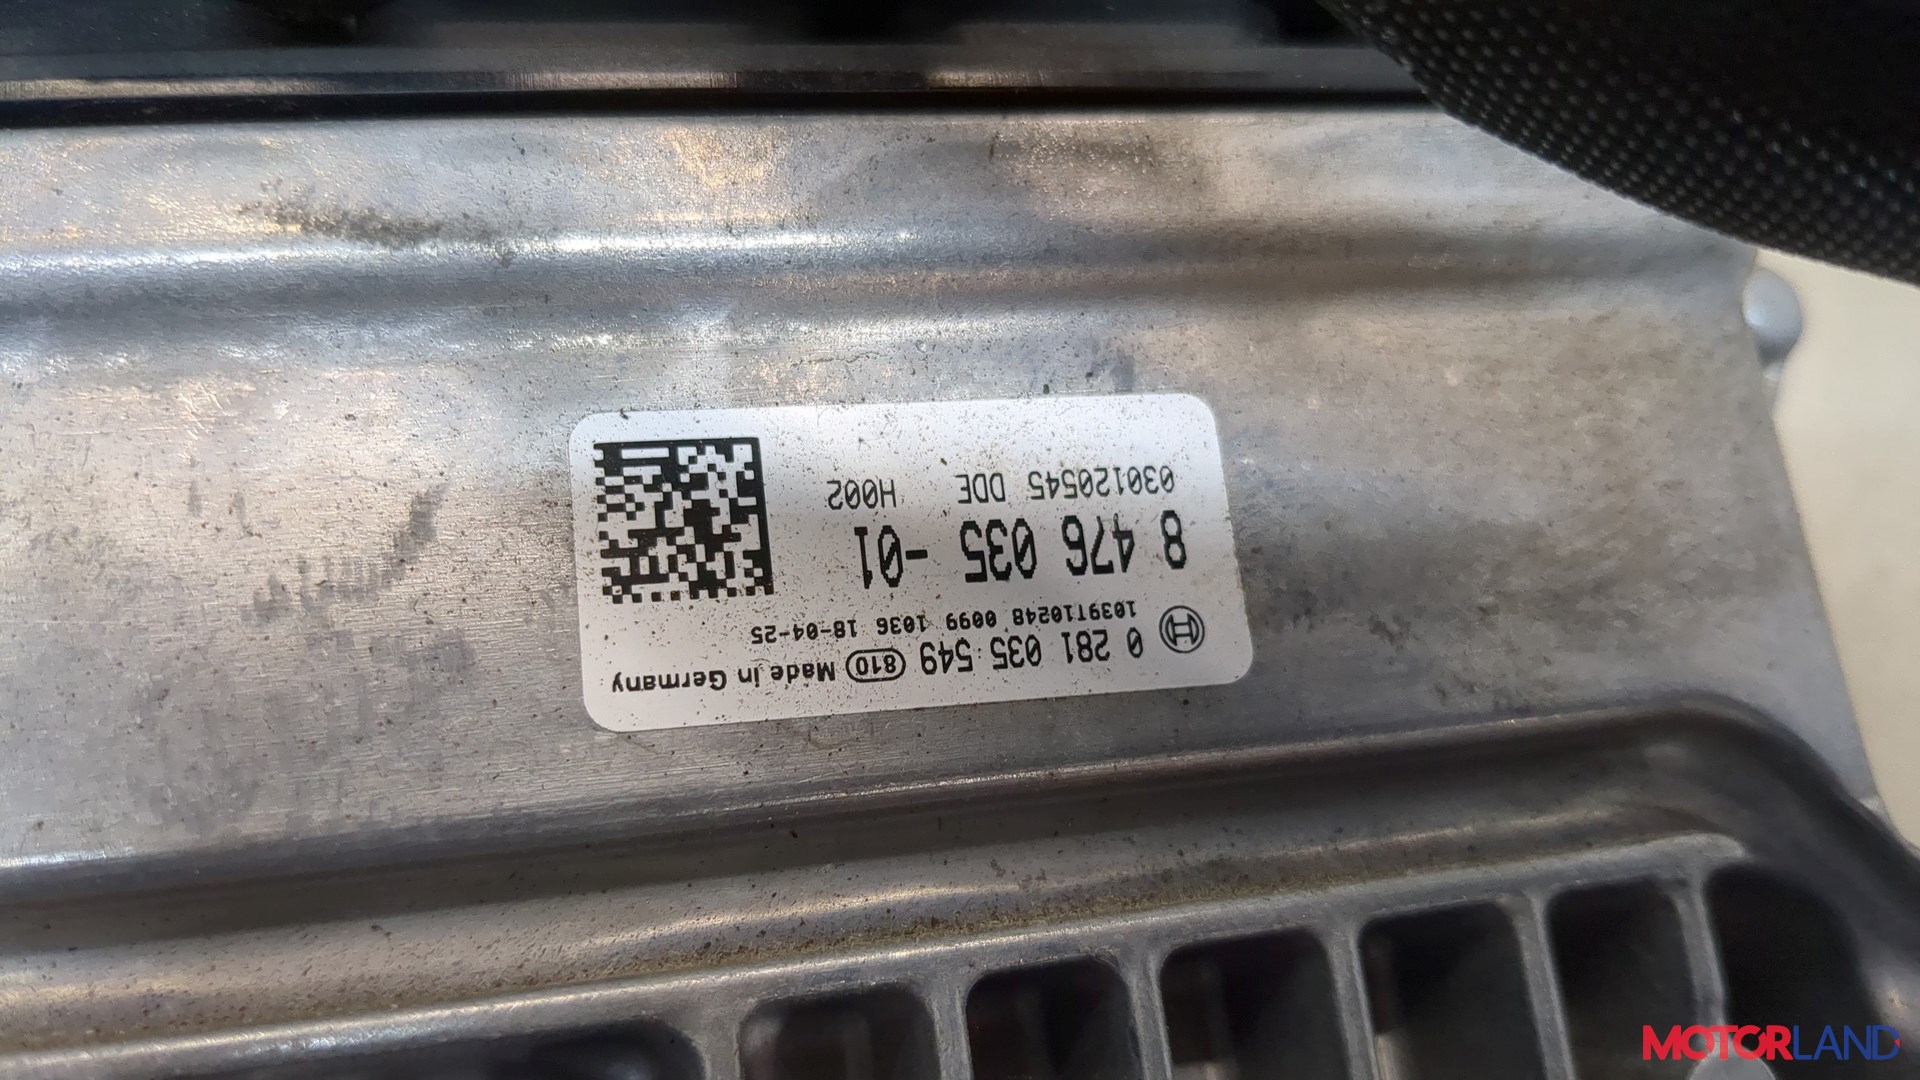 0 281 035 549 810 Made in Germany
1039T10248 0099 1036 18-04-25
8 476 035 -01
030120545 DDE H002
MOTORLAND